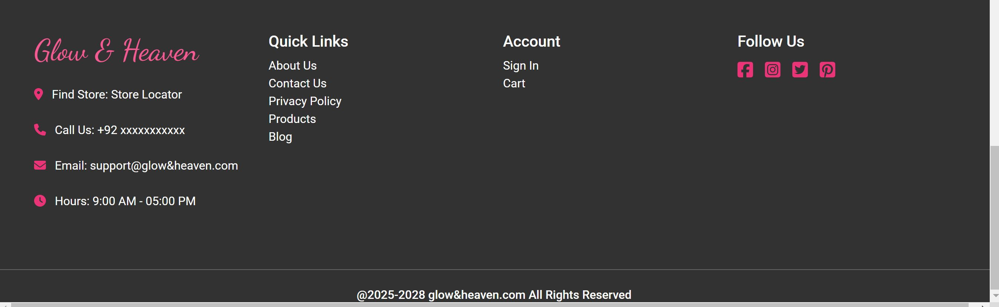 Glow & Heaven
Find Store: Store Locator
Call Us: +92 xxxxxxxxxxx
Email: support@glow&heaven.com
Hours: 9:00 AM - 05:00 PM
Quick Links
About Us
Contact Us
Privacy Policy
Products
Blog
Account
Sign In
Cart
Follow Us
@2025-2028 glow&heaven.com All Rights Reserved